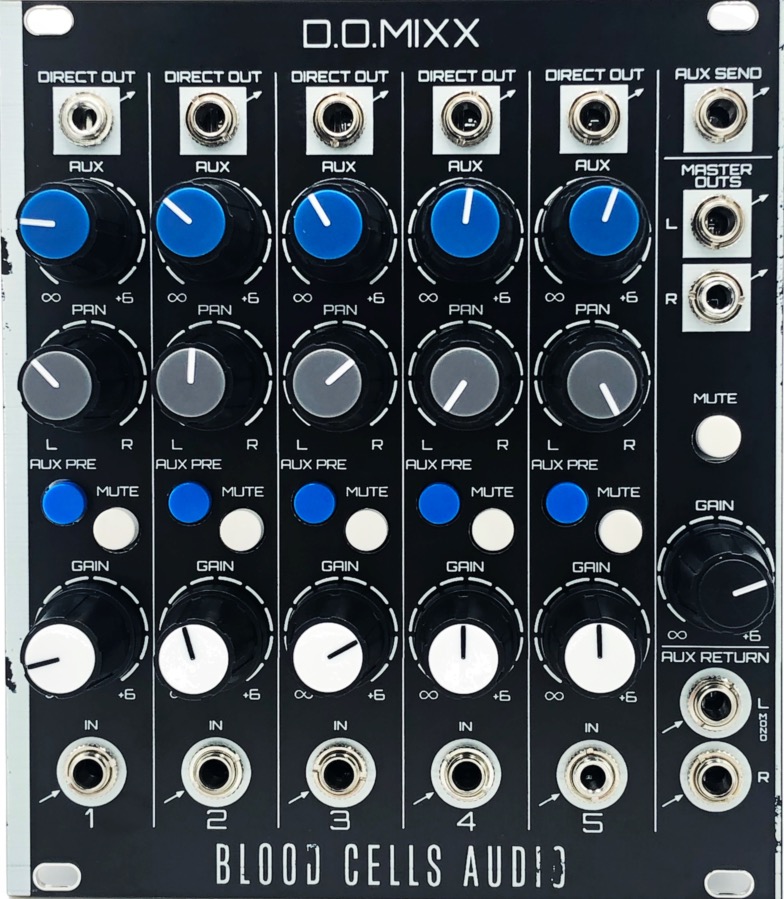 D.O.MIXX
DIRECT OUT DIRECT OUT DIRECT OUT DIRECT OUT DIRECT OUT AUX SEND
AUX AUX AUX AUX AUX
MASTER
OUTS
L
∞ +6 ∞ +6 ∞ +6 ∞ +6 ∞ +6 R
PAN PAN PAN PAN PAN
MUTE
L R L R L R L R L R
AUX PRE AUX PRE AUX PRE AUX PRE AUX PRE
MUTE MUTE MUTE MUTE MUTE
GAIN
GAIN GAIN GAIN GAIN GAIN
∞ +6
AUX RETURN
+6 +6 ∞ +6 ∞ +6 ∞ +6
L
MONO
IN IN IN IN IN
R
1 2 3 4 5
BLOOD CELLS AUDIO